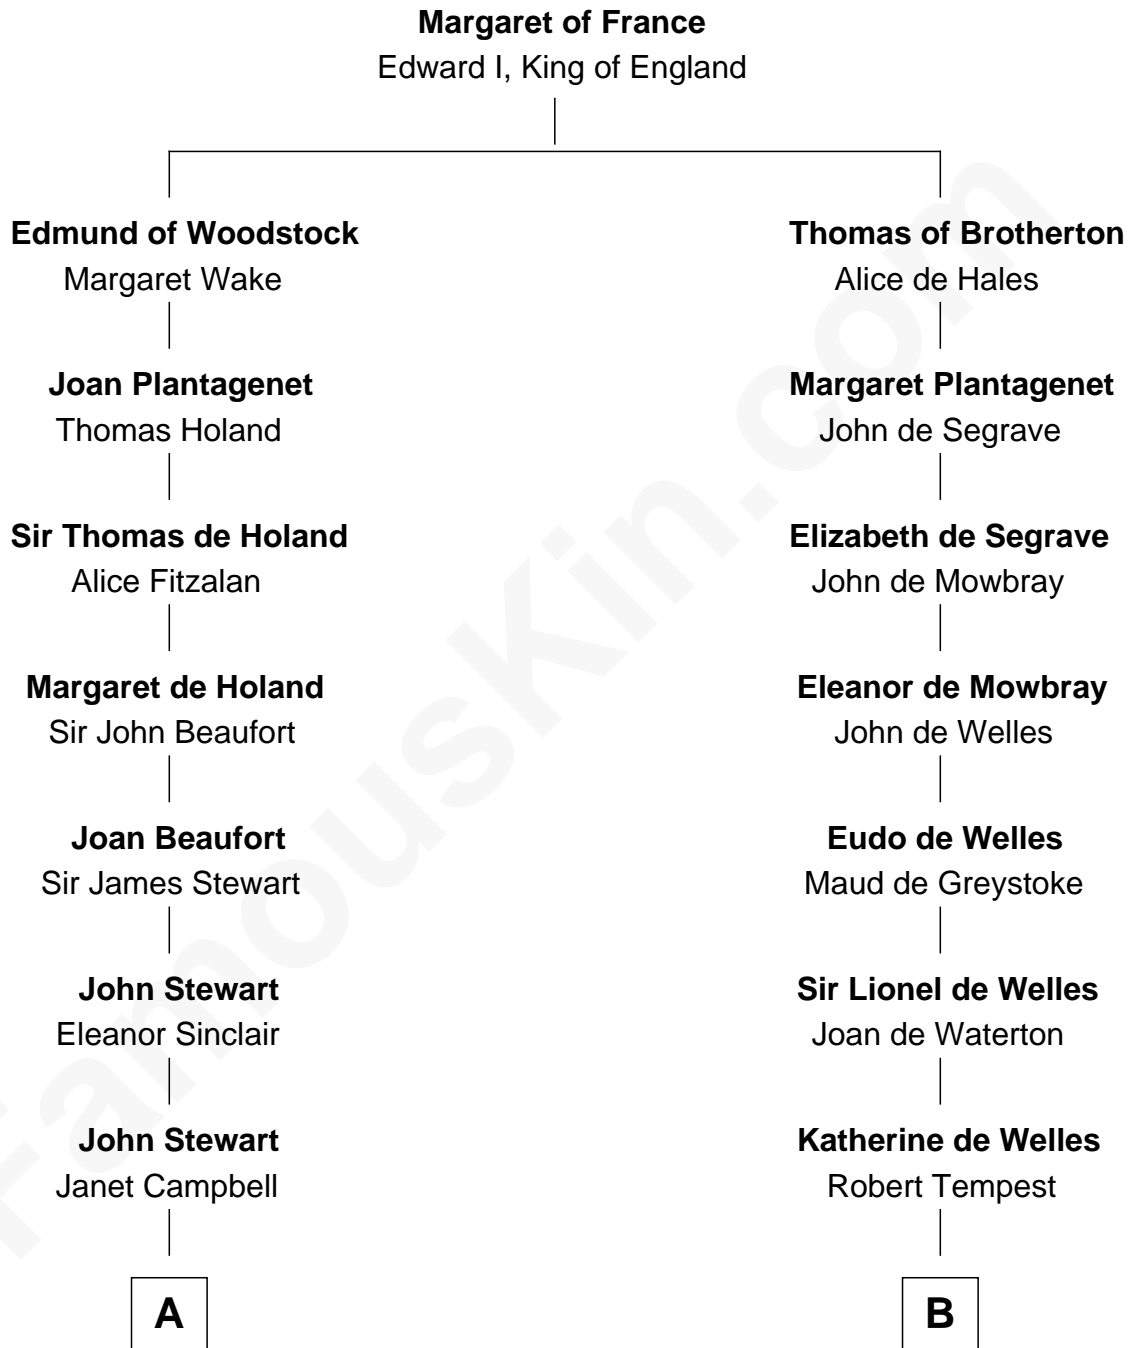 Margaret of France
Edward I, King of England
Edmund of Woodstock
Margaret Wake
Thomas of Brotherton
Alice de Hales
Joan Plantagenet
Thomas Holand
Margaret Plantagenet
John de Segrave
Sir Thomas de Holand
Alice Fitzalan
Elizabeth de Segrave
John de Mowbray
Margaret de Holand
Sir John Beaufort
Eleanor de Mowbray
John de Welles
Joan Beaufort
Sir James Stewart
Eudo de Welles
Maud de Greystoke
John Stewart
Eleanor Sinclair
Sir Lionel de Welles
Joan de Waterton
John Stewart
Janet Campbell
Katherine de Welles
Robert Tempest
A
B
FamousKin.com